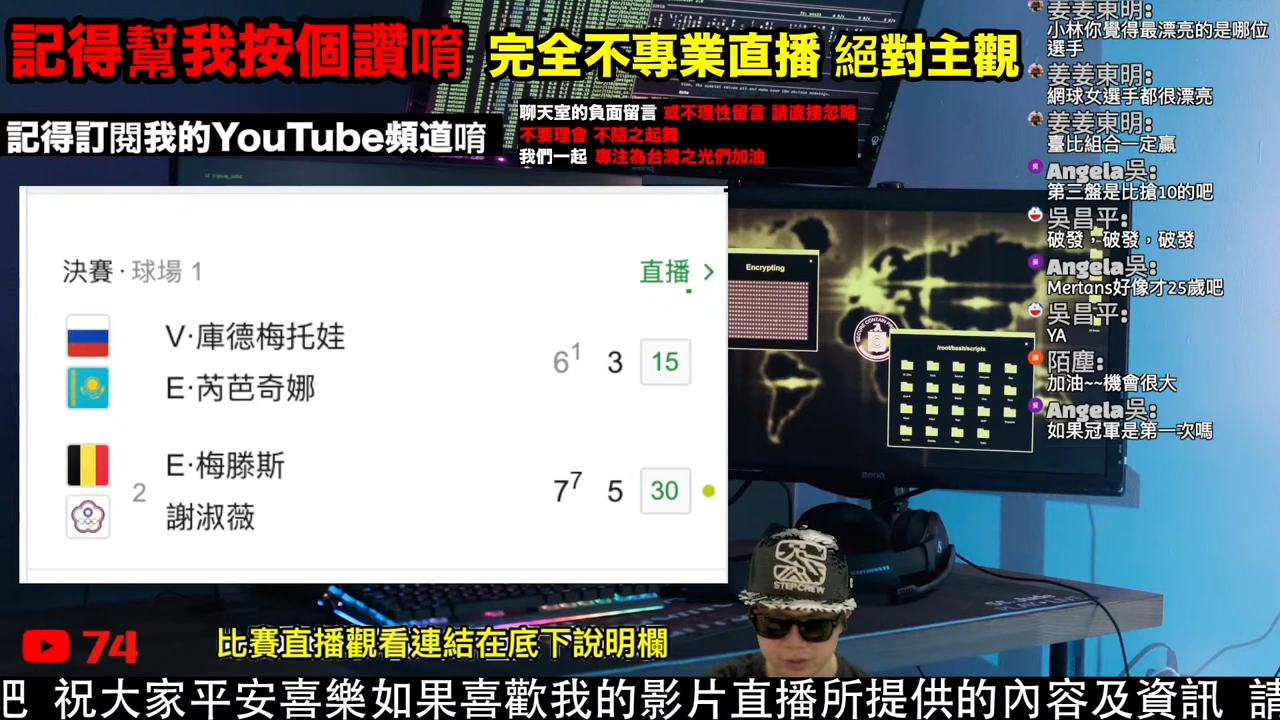 記得幫我按個讚唷
完全不專業直播 絕對主觀
記得訂閱我的YouTube頻道唷
聊天室的負面留言 或不理性留言 請直接忽略
不要理會 不隨之起舞
我們一起 專注為台灣之光們加油
決賽 · 球場 1
直播
V·庫德梅托娃
E·芮芭奇娜
6¹ 3 15
2
E·梅滕斯
謝淑薇
7⁷ 5 30
姜姜東明:
小林你覺得最漂亮的是哪位
選手
姜姜東明:
網球女選手都很漂亮
姜姜東明:
臺比組合一定贏
Angela吳:
第三盤是比搶10的吧
吳昌平:
破發，破發，破發
Angela吳:
Mertans好像才25歲吧
吳昌平:
YA
陌塵:
加油~~機會很大
Angela吳:
如果冠軍是第一次嗎
Encrypting
/root/bash/scripts
BENQ
STEPCREW
74
比賽直播觀看連結在底下說明欄
吧 祝大家平安喜樂如果喜歡我的影片直播所提供的內容及資訊 請